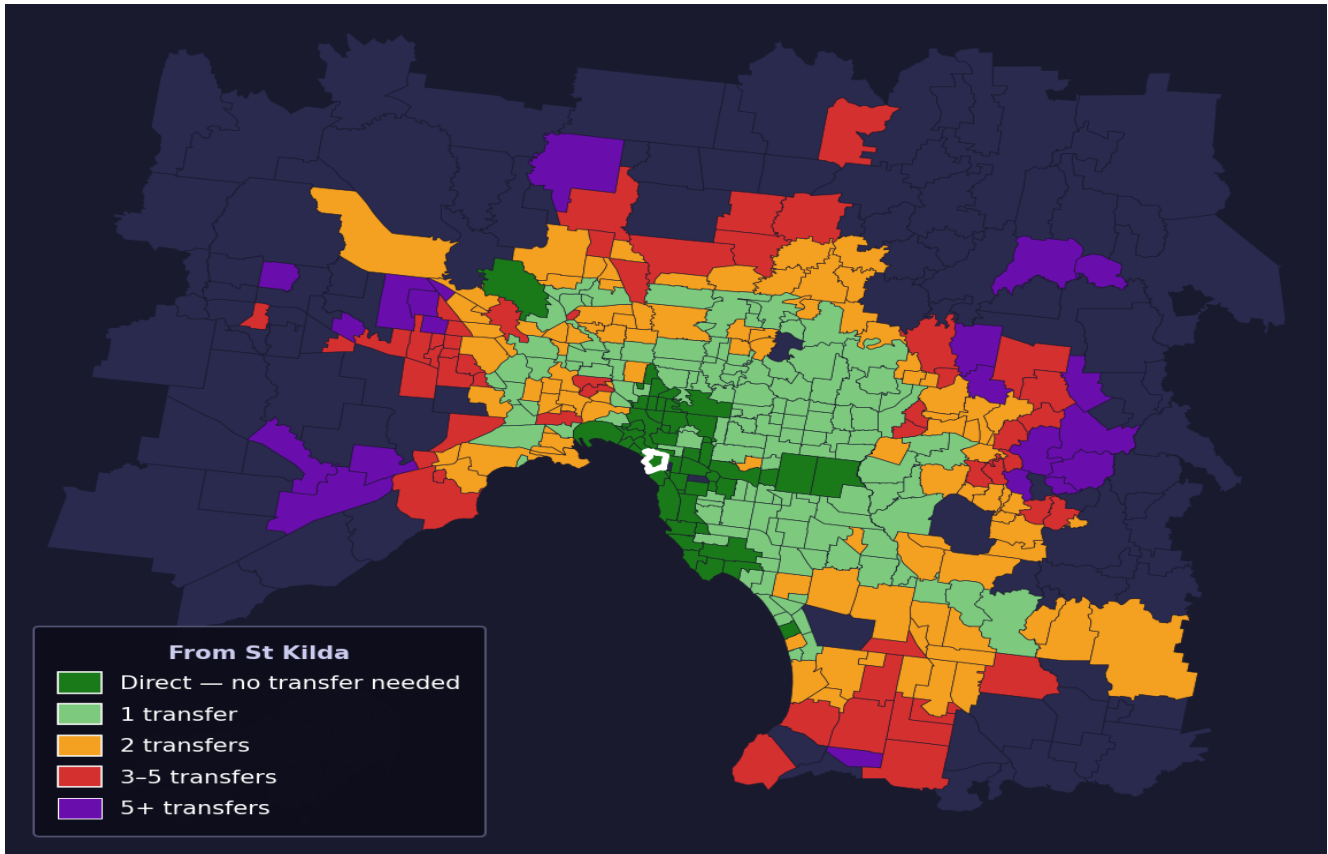 From St Kilda
Direct — no transfer needed
1 transfer
2 transfers
3–5 transfers
5+ transfers